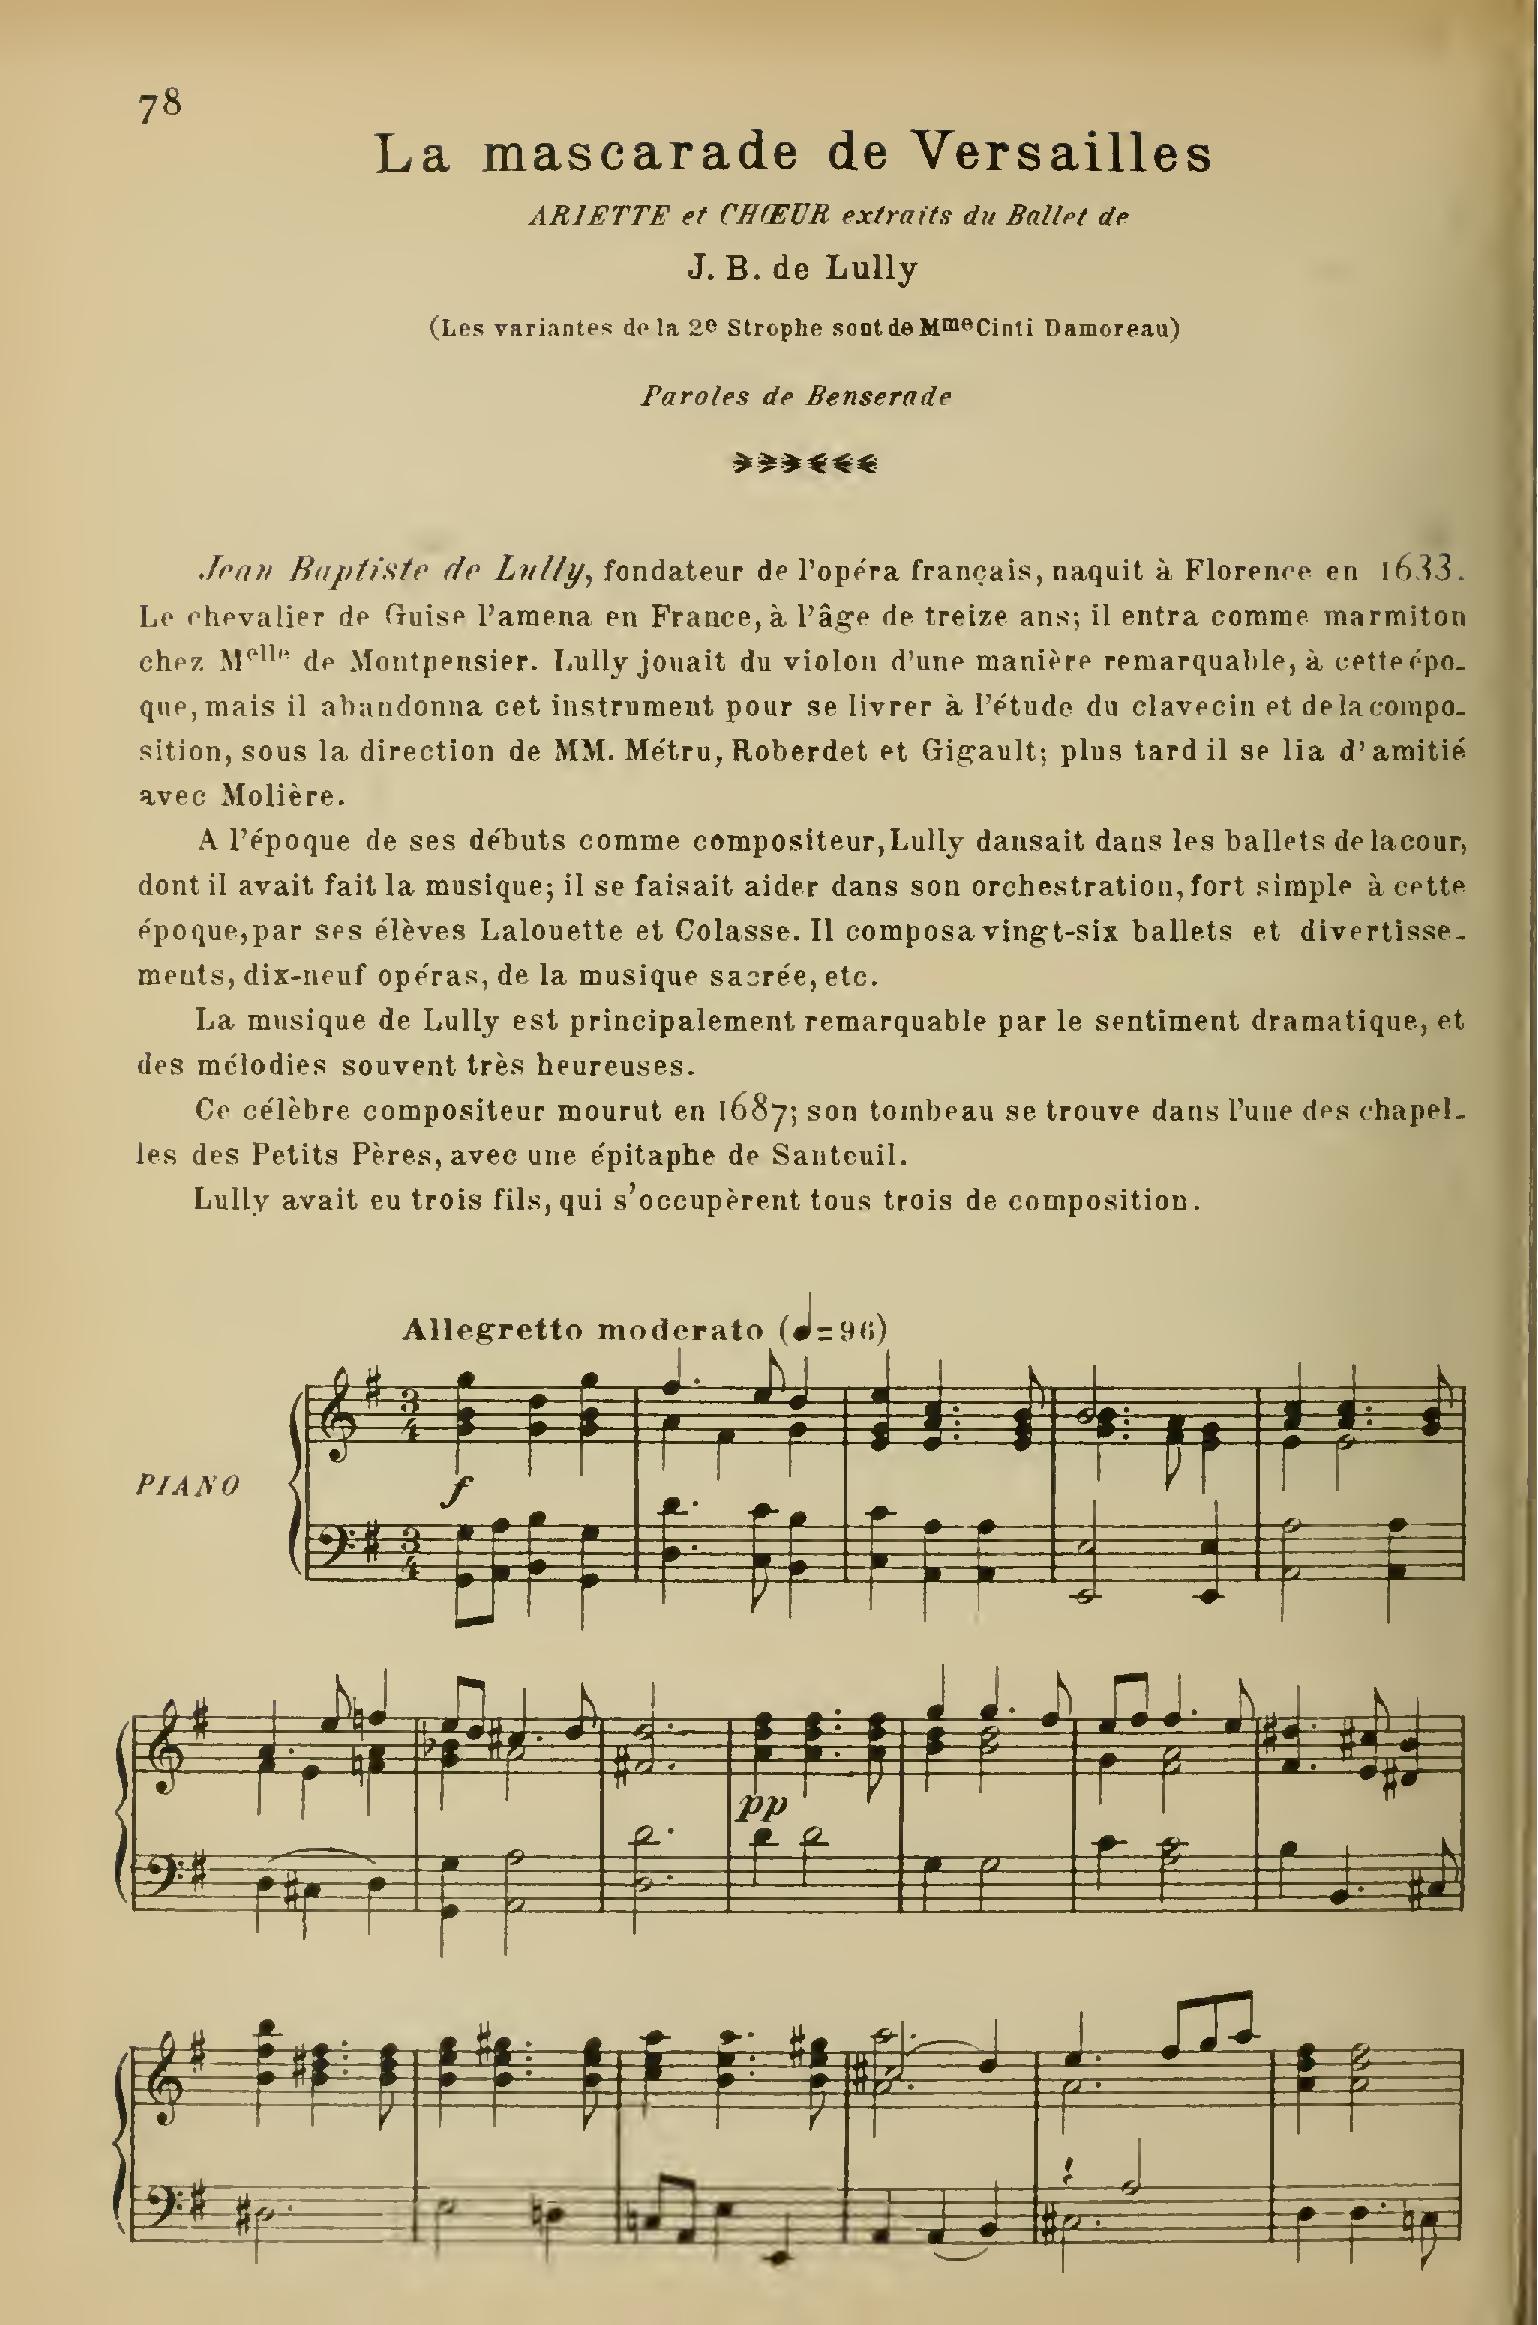 78
La mascarade de Versailles
ARIETTE et CHŒUR extraits du Ballet de
J. B. de Lully
(Les variantes de la 2e Strophe sont de Mme Cinti Damoreau)
Paroles de Benserade
Jean Baptiste de Lully, fondateur de l'opéra français, naquit à Florence en 1633.
Le chevalier de Guise l'amena en France, à l'âge de treize ans; il entra comme marmiton
chez Melle de Montpensier. Lully jouait du violon d'une manière remarquable, à cette épo-
que, mais il abandonna cet instrument pour se livrer à l'étude du clavecin et de la compo-
sition, sous la direction de MM. Métru, Roberdet et Gigault; plus tard il se lia d'amitié
avec Molière.
A l'époque de ses débuts comme compositeur, Lully dansait dans les ballets de la cour,
dont il avait fait la musique; il se faisait aider dans son orchestration, fort simple à cette
époque, par ses élèves Lalouette et Colasse. Il composa vingt-six ballets et divertisse-
ments, dix-neuf opéras, de la musique sacrée, etc.
La musique de Lully est principalement remarquable par le sentiment dramatique, et
des mélodies souvent très heureuses.
Ce célèbre compositeur mourut en 1687; son tombeau se trouve dans l'une des chapel-
les des Petits Pères, avec une épitaphe de Santeuil.
Lully avait eu trois fils, qui s'occupèrent tous trois de composition.
Allegretto moderato (♩=96)
PIANO
f
pp